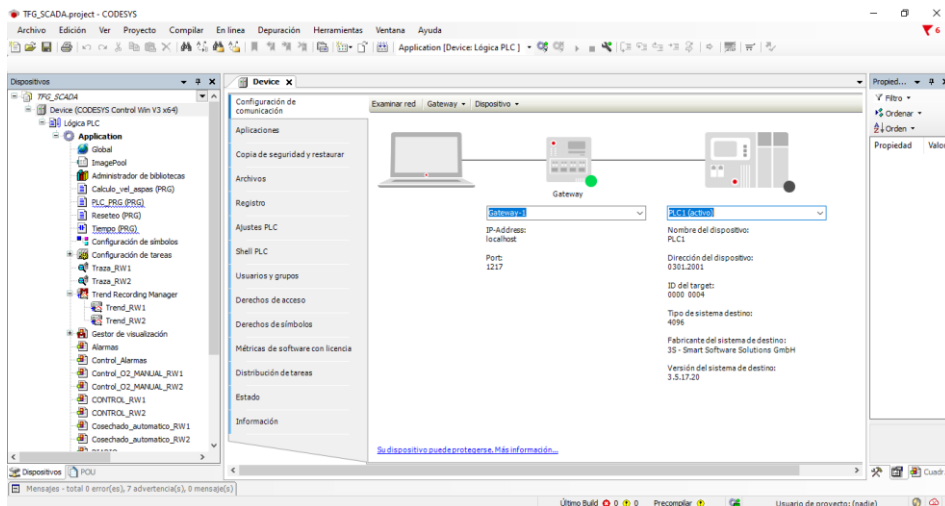 TFG_SCADA.project - CODESYS
Archivo Edición Ver Proyecto Compilar En línea Depuración Herramientas Ventana Ayuda
6
Application [Device: Lógica PLC]
Dispositivos
TFG_SCADA
Device (CODESYS Control Win V3 x64)
Lógica PLC
Application
Global
ImagePool
Administrador de bibliotecas
Calculo_vel_aspas (PRG)
PLC_PRG (PRG)
Reseteo (PRG)
Tiempo (PRG)
Configuración de símbolos
Configuración de tareas
Traza_RW1
Traza_RW2
Trend Recording Manager
Trend_RW1
Trend_RW2
Gestor de visualización
Alarmas
Control_Alarmas
Control_O2_MANUAL_RW1
Control_O2_MANUAL_RW2
CONTROL_RW1
CONTROL_RW2
Cosechado_automatico_RW1
Cosechado_automatico_RW2
Dispositivos POU
Device
Configuración de comunicación
Aplicaciones
Copia de seguridad y restaurar
Archivos
Registro
Ajustes PLC
Shell PLC
Usuarios y grupos
Derechos de acceso
Derechos de símbolos
Métricas de software con licencia
Distribución de tareas
Estado
Información
Examinar red Gateway Dispositivo
Gateway
Gateway-1
IP-Address:
localhost
Port:
1217
PLC1 (activo)
Nombre del dispositivo:
PLC1
Dirección del dispositivo:
0301.2001
ID del target:
0000 0004
Tipo de sistema destino:
4096
Fabricante del sistema de destino:
3S - Smart Software Solutions GmbH
Versión del sistema de destino:
3.5.17.20
Su dispositivo puede protegerse. Más información...
Propied...
Filtro
Ordenar
Orden
Propiedad Valor
Cuadr.
Mensajes - total 0 error(es), 7 advertencia(s), 0 mensaje(s)
Último Build 0 0 Precompilar Usuario de proyecto: (nadie)